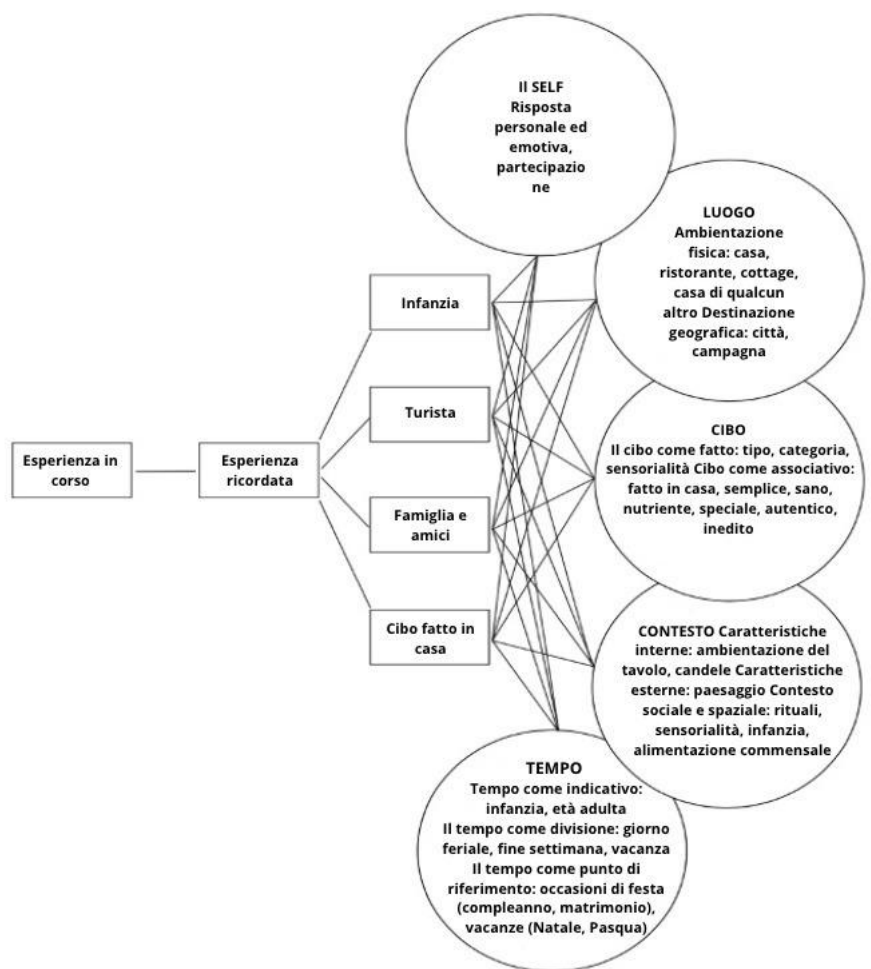 Il SELF
Risposta
personale ed
emotiva,
partecipazio
ne
LUOGO
Ambientazione
fisica: casa,
ristorante, cottage,
casa di qualcun
altro Destinazione
geografica: città,
campagna
Infanzia
Turista
CIBO
Il cibo come fatto: tipo, categoria,
sensorialità Cibo come associativo:
fatto in casa, semplice, sano,
nutriente, speciale, autentico,
inedito
Esperienza in
corso
Esperienza
ricordata
Famiglia e
amici
Cibo fatto in
casa
CONTESTO Caratteristiche
interne: ambientazione del
tavolo, candele Caratteristiche
esterne: paesaggio Contesto
sociale e spaziale: rituali,
sensorialità, infanzia,
alimentazione commensale
TEMPO
Tempo come indicativo:
infanzia, età adulta
Il tempo come divisione: giorno
feriale, fine settimana, vacanza
Il tempo come punto di
riferimento: occasioni di festa
(compleanno, matrimonio),
vacanze (Natale, Pasqua)